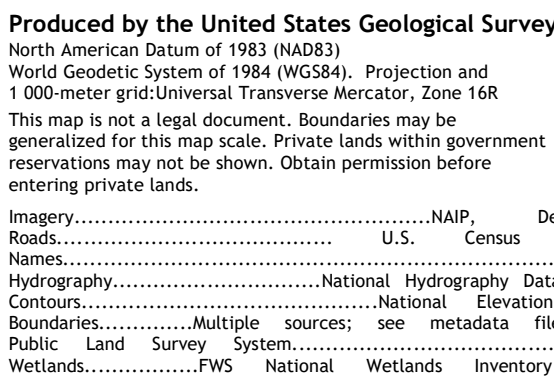 Produced by the United States Geological Survey
North American Datum of 1983 (NAD83)
World Geodetic System of 1984 (WGS84). Projection and
1 000-meter grid:Universal Transverse Mercator, Zone 16R
This map is not a legal document. Boundaries may be
generalized for this map scale. Private lands within government
reservations may not be shown. Obtain permission before
entering private lands.
Imagery..................................................NAIP, De
Roads....................................... U.S. Census
Names....................................................................
Hydrography.............................National Hydrography Data
Contours..........................................National Elevation
Boundaries.............Multiple sources; see metadata file
Public Land Survey System.....................................
Wetlands................FWS National Wetlands Inventory